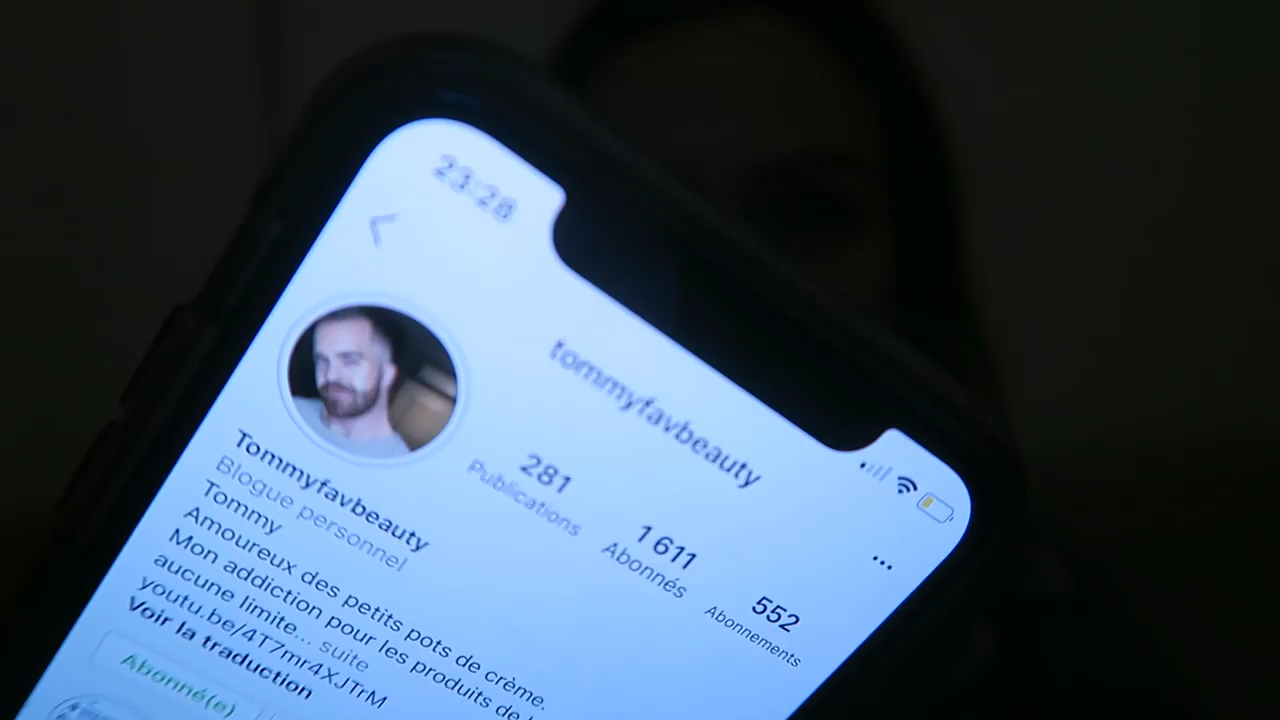 23:28
tommyfavbeauty
281
Publications
1 611
Abonnés
552
Abonnements
Tommyfavbeauty
Blogue personnel
Tommy
Amoureux des petits pots de crème.
Mon addiction pour les produits de
aucune limite... suite
youtu.be/4T7mr4XJTrM
Voir la traduction
Abonné(e)